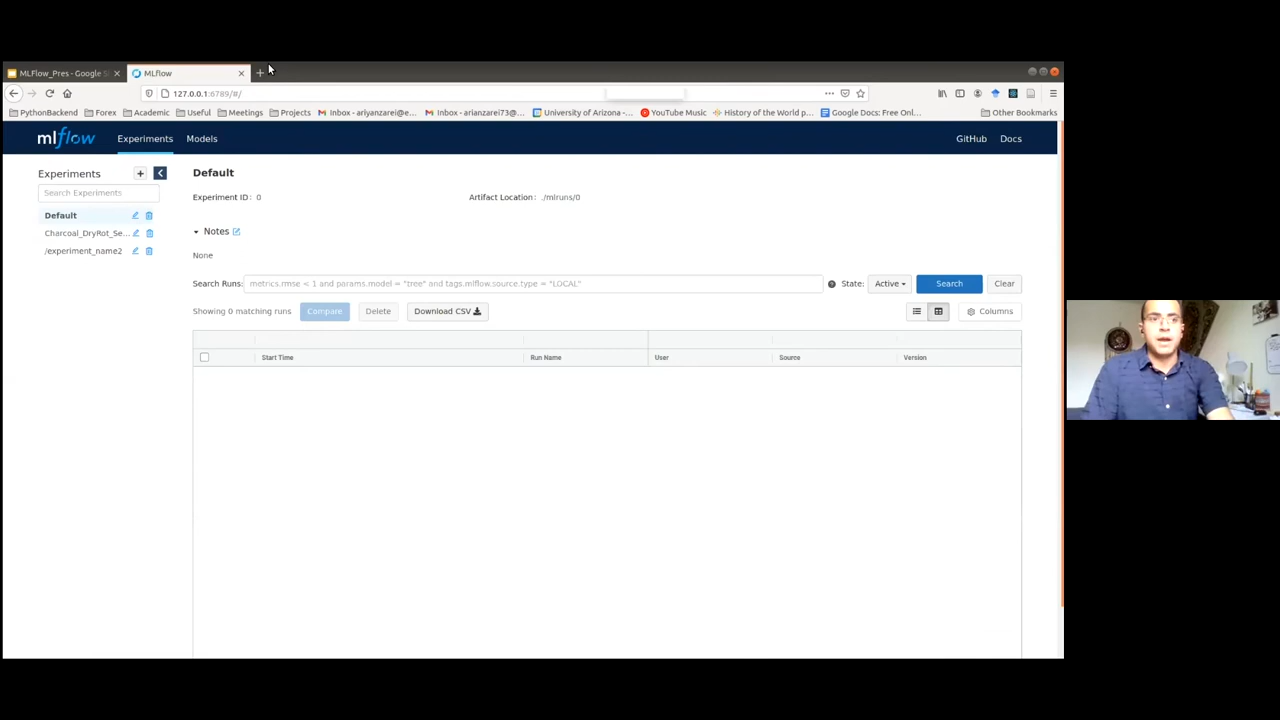 MLFlow_Pres - Google S
MLflow
127.0.0.1:6789/#/
PythonBackend Forex Academic Useful Meetings Projects Inbox - ariyanzarei@e... Inbox - ariyanzarei73@g... University of Arizona -... YouTube Music History of the World p... Google Docs: Free Onl... Other Bookmarks
mlflow Experiments Models GitHub Docs
Experiments
Search Experiments
Default
Charcoal_DryRot_Se...
/experiment_name2
Default
Experiment ID: 0 Artifact Location: ./mlruns/0
Notes
None
Search Runs: metrics.rmse < 1 and params.model = "tree" and tags.mlflow.source.type = "LOCAL" State: Active Search Clear
Showing 0 matching runs Compare Delete Download CSV Columns
Start Time Run Name User Source Version